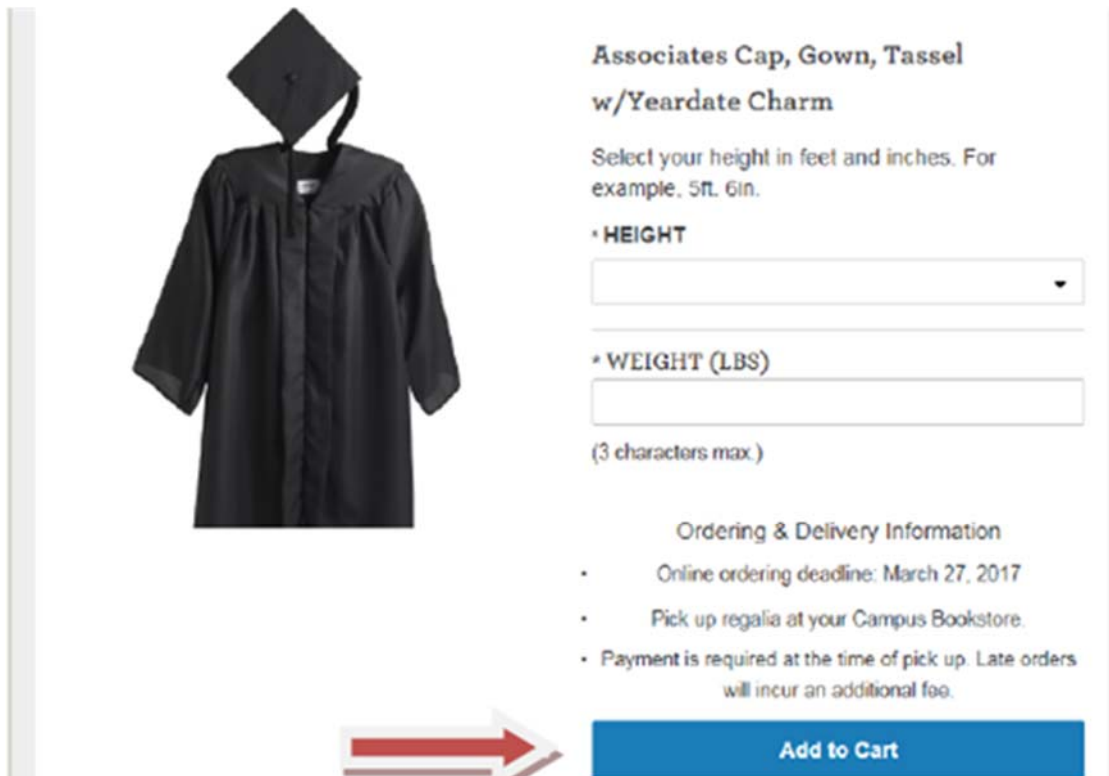 Associates Cap, Gown, Tassel
w/Yeardate Charm
Select your height in feet and inches. For
example, 5ft. 6in.
* HEIGHT
* WEIGHT (LBS)
(3 characters max.)
Ordering & Delivery Information
• Online ordering deadline: March 27, 2017
• Pick up regalia at your Campus Bookstore.
• Payment is required at the time of pick up. Late orders
will incur an additional fee.
Add to Cart